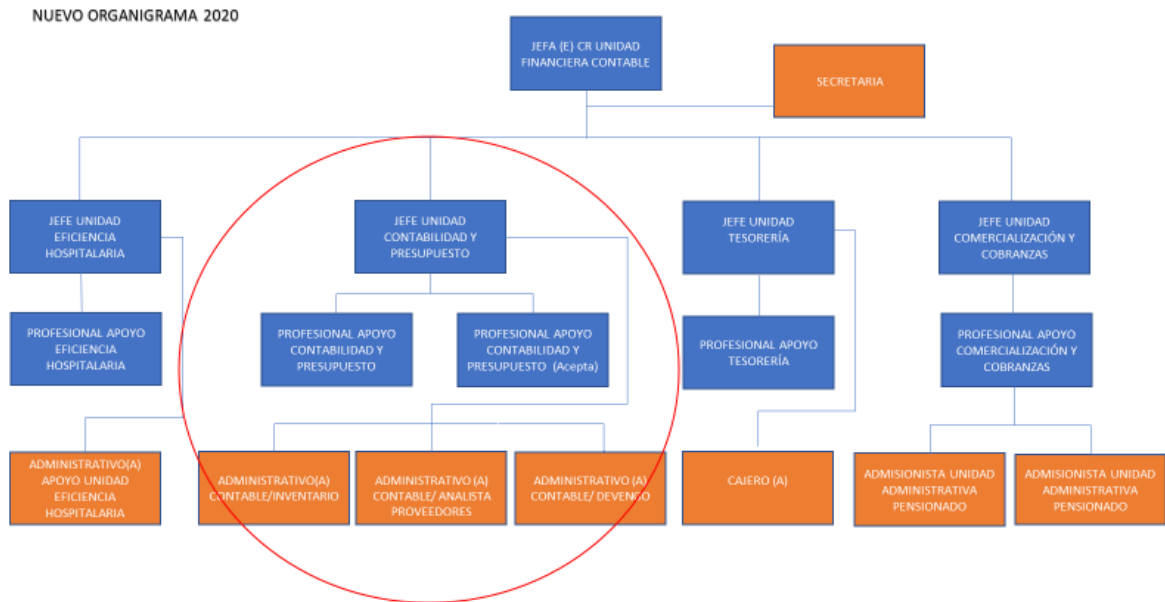 NUEVO ORGANIGRAMA 2020
JEFA (E) CR UNIDAD
FINANCIERA CONTABLE
SECRETARIA
JEFE UNIDAD
EFICIENCIA
HOSPITALARIA
JEFE UNIDAD
CONTABILIDAD Y
PRESUPUESTO
JEFE UNIDAD
TESORERÍA
JEFE UNIDAD
COMERCIALIZACIÓN Y
COBRANZAS
PROFESIONAL APOYO
EFICIENCIA
HOSPITALARIA
PROFESIONAL APOYO
CONTABILIDAD Y
PRESUPUESTO
PROFESIONAL APOYO
CONTABILIDAD Y
PRESUPUESTO (Acepta)
PROFESIONAL APOYO
TESORERÍA
PROFESIONAL APOYO
COMERCIALIZACIÓN Y
COBRANZAS
ADMINISTRATIVO(A)
APOYO UNIDAD
EFICIENCIA
HOSPITALARIA
ADMINISTRATIVO(A)
CONTABLE/INVENTARIO
ADMINISTRATIVO (A)
CONTABLE/ ANALISTA
PROVEEDORES
ADMINISTRATIVO (A)
CONTABLE/ DEVENGO
CAJERO (A)
ADMISIONISTA UNIDAD
ADMINISTRATIVA
PENSIONADO
ADMISIONISTA UNIDAD
ADMINISTRATIVA
PENSIONADO